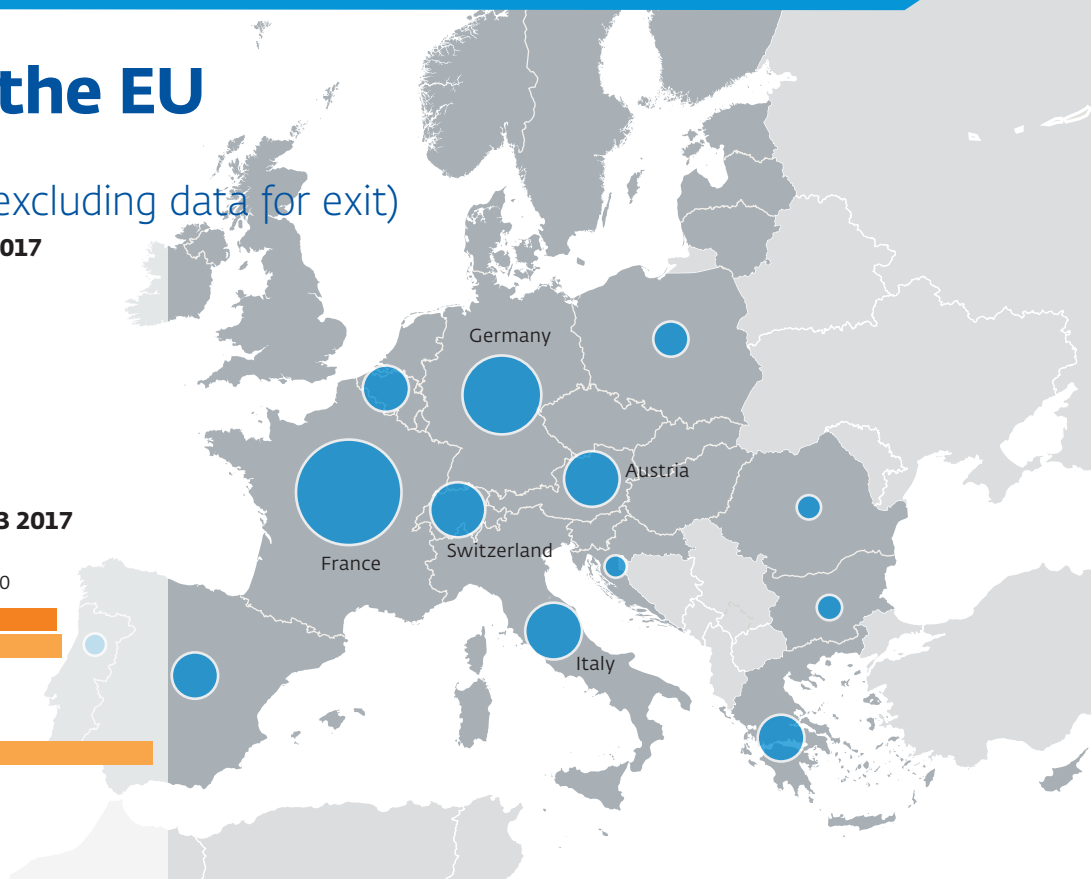 the EU
excluding data for exit)
017
Germany
Austria
Switzerland
France
3 2017
0
Italy